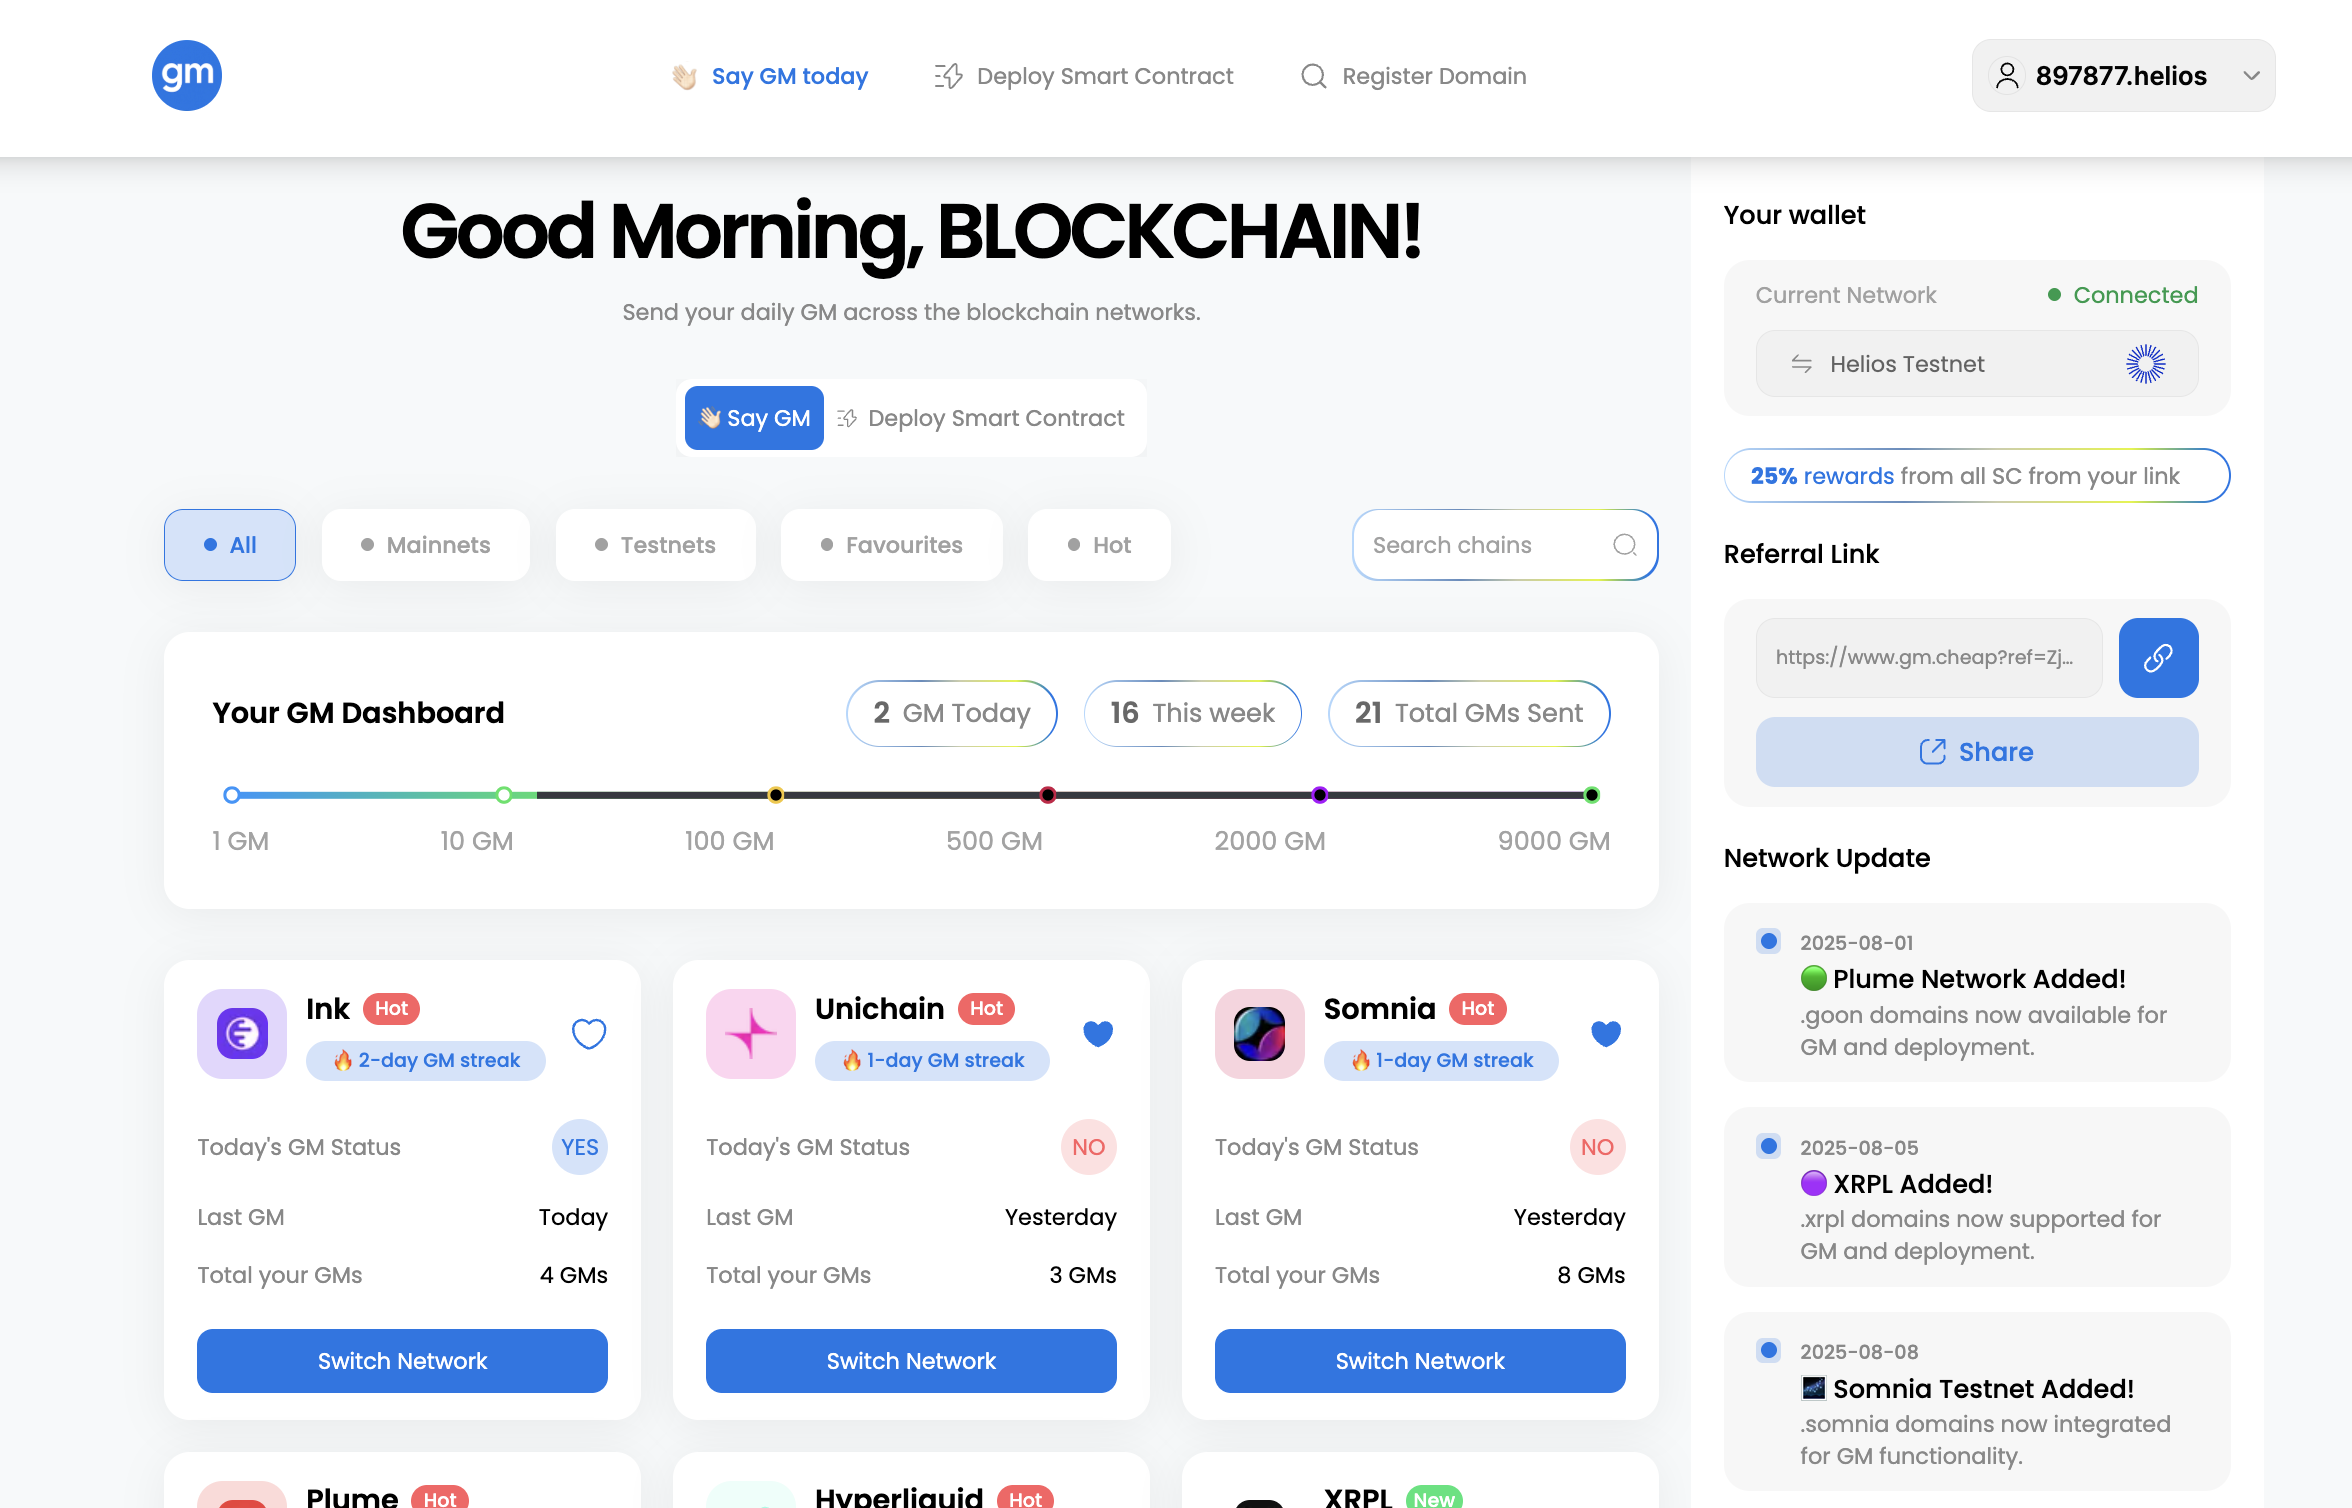 gm
👋🏻 Say GM today
Deploy Smart Contract
Register Domain
897877.helios
Good Morning, BLOCKCHAIN!
Send your daily GM across the blockchain networks.
👋🏻 Say GM
Deploy Smart Contract
All
Mainnets
Testnets
Favourites
Hot
Search chains
Your GM Dashboard
2 GM Today
16 This week
21 Total GMs Sent
1 GM
10 GM
100 GM
500 GM
2000 GM
9000 GM
Ink Hot
🔥 2-day GM streak
Today's GM Status YES
Last GM Today
Total your GMs 4 GMs
Switch Network
Unichain Hot
🔥 1-day GM streak
Today's GM Status NO
Last GM Yesterday
Total your GMs 3 GMs
Switch Network
Somnia Hot
🔥 1-day GM streak
Today's GM Status NO
Last GM Yesterday
Total your GMs 8 GMs
Switch Network
Plume Hot
Hyperliquid Hot
XRPL New
Your wallet
Current Network
Connected
Helios Testnet
25% rewards from all SC from your link
Referral Link
https://www.gm.cheap?ref=Zj...
Share
Network Update
2025-08-01
🟢 Plume Network Added!
.goon domains now available for
GM and deployment.
2025-08-05
🟣 XRPL Added!
.xrpl domains now supported for
GM and deployment.
2025-08-08
🌌 Somnia Testnet Added!
.somnia domains now integrated
for GM functionality.